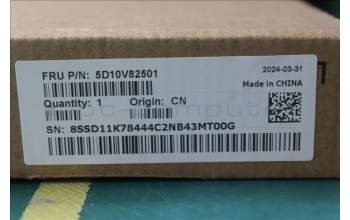 FRU P/N: 5D10V82501
2024-03-31
Made in CHINA
Quantity: 1 Origin: CN
SN: 8SSD11K78444C2NB43MT00G